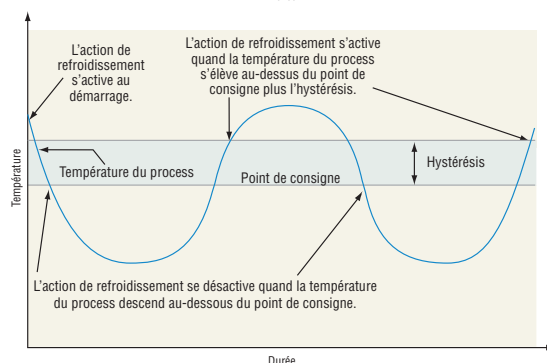 L'action de
refroidissement
s'active au
démarrage.
L'action de refroidissement s'active
quand la température du process
s'élève au-dessus du point de
consigne plus l'hystérésis.
Température du process
Point de consigne
Hystérésis
Température
L'action de refroidissement se désactive quand la température
du process descend au-dessous du point de consigne.
Durée